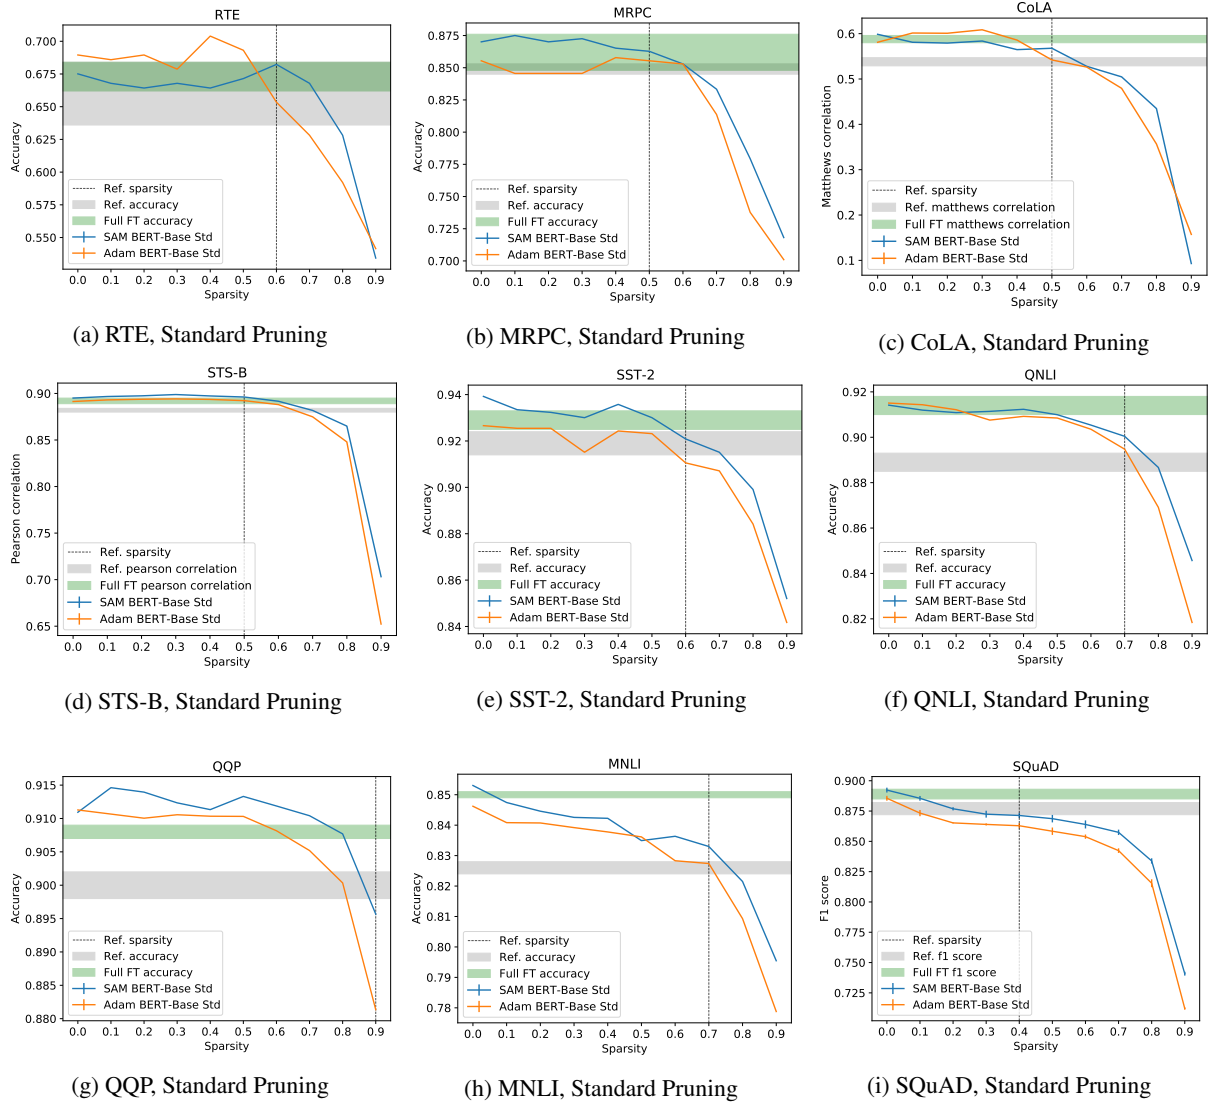 RTE
0.700
0.675
0.650
0.625
0.600
0.575
0.550
Accuracy
Ref. sparsity
Ref. accuracy
Full FT accuracy
SAM BERT-Base Std
Adam BERT-Base Std
0.0 0.1 0.2 0.3 0.4 0.5 0.6 0.7 0.8 0.9
Sparsity
(a) RTE, Standard Pruning
MRPC
0.875
0.850
0.825
0.800
0.775
0.750
0.725
0.700
Accuracy
Ref. sparsity
Ref. accuracy
Full FT accuracy
SAM BERT-Base Std
Adam BERT-Base Std
0.0 0.1 0.2 0.3 0.4 0.5 0.6 0.7 0.8 0.9
Sparsity
(b) MRPC, Standard Pruning
CoLA
0.6
0.5
0.4
0.3
0.2
0.1
Matthews correlation
Ref. sparsity
Ref. matthews correlation
Full FT matthews correlation
SAM BERT-Base Std
Adam BERT-Base Std
0.0 0.1 0.2 0.3 0.4 0.5 0.6 0.7 0.8 0.9
Sparsity
(c) CoLA, Standard Pruning
STS-B
0.90
0.85
0.80
0.75
0.70
0.65
Pearson correlation
Ref. sparsity
Ref. pearson correlation
Full FT pearson correlation
SAM BERT-Base Std
Adam BERT-Base Std
0.0 0.1 0.2 0.3 0.4 0.5 0.6 0.7 0.8 0.9
Sparsity
(d) STS-B, Standard Pruning
SST-2
0.94
0.92
0.90
0.88
0.86
0.84
Accuracy
Ref. sparsity
Ref. accuracy
Full FT accuracy
SAM BERT-Base Std
Adam BERT-Base Std
0.0 0.1 0.2 0.3 0.4 0.5 0.6 0.7 0.8 0.9
Sparsity
(e) SST-2, Standard Pruning
QNLI
0.92
0.90
0.88
0.86
0.84
0.82
Accuracy
Ref. sparsity
Ref. accuracy
Full FT accuracy
SAM BERT-Base Std
Adam BERT-Base Std
0.0 0.1 0.2 0.3 0.4 0.5 0.6 0.7 0.8 0.9
Sparsity
(f) QNLI, Standard Pruning
QQP
0.915
0.910
0.905
0.900
0.895
0.890
0.885
0.880
Accuracy
Ref. sparsity
Ref. accuracy
Full FT accuracy
SAM BERT-Base Std
Adam BERT-Base Std
0.0 0.1 0.2 0.3 0.4 0.5 0.6 0.7 0.8 0.9
Sparsity
(g) QQP, Standard Pruning
MNLI
0.85
0.84
0.83
0.82
0.81
0.80
0.79
0.78
Accuracy
Ref. sparsity
Ref. accuracy
Full FT accuracy
SAM BERT-Base Std
Adam BERT-Base Std
0.0 0.1 0.2 0.3 0.4 0.5 0.6 0.7 0.8 0.9
Sparsity
(h) MNLI, Standard Pruning
SQuAD
0.900
0.875
0.850
0.825
0.800
0.775
0.750
0.725
F1 score
Ref. sparsity
Ref. f1 score
Full FT f1 score
SAM BERT-Base Std
Adam BERT-Base Std
0.0 0.1 0.2 0.3 0.4 0.5 0.6 0.7 0.8 0.9
Sparsity
(i) SQuAD, Standard Pruning